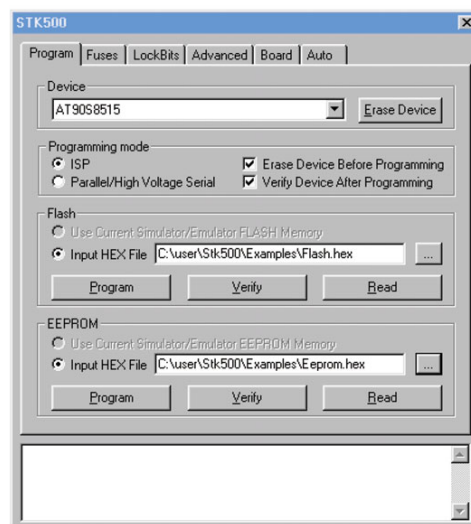 STK500
Program Fuses LockBits Advanced Board Auto
Device
AT90S8515 Erase Device
Programming mode
ISP Erase Device Before Programming
Parallel/High Voltage Serial Verify Device After Programming
Flash
Use Current Simulator/Emulator FLASH Memory
Input HEX File C:\user\Stk500\Examples\Flash.hex ...
Program Verify Read
EEPROM
Use Current Simulator/Emulator EEPROM Memory
Input HEX File C:\user\Stk500\Examples\Eeprom.hex ...
Program Verify Read